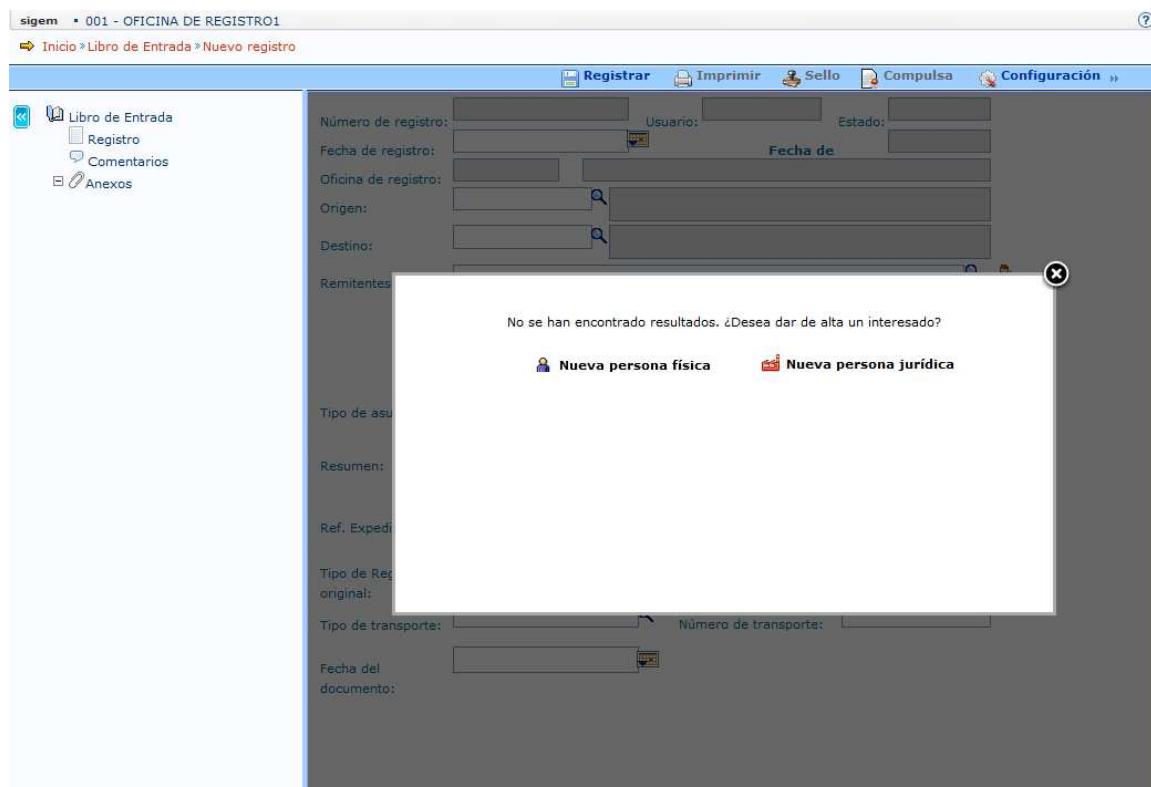 sigem • 001 - OFICINA DE REGISTRO1
Inicio » Libro de Entrada » Nuevo registro
Registrar Imprimir Sello Compulsa Configuración »
Libro de Entrada
Registro
Comentarios
Anexos
Número de registro: Usuario: Estado:
Fecha de registro: Fecha de
Oficina de registro:
Origen:
Destino:
Remitentes
No se han encontrado resultados. ¿Desea dar de alta un interesado?
Nueva persona física Nueva persona jurídica
Tipo de asu
Resumen:
Ref. Expedi
Tipo de Reg
original:
Tipo de transporte: Número de transporte:
Fecha del
documento: